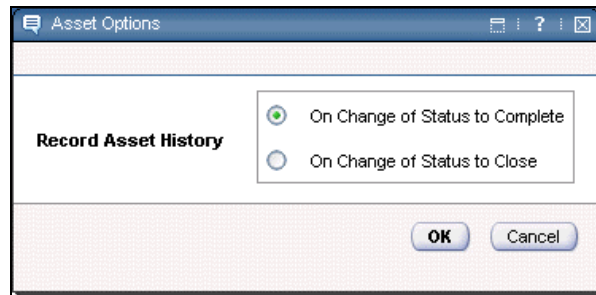 Asset Options ?
On Change of Status to Complete
Record Asset History
On Change of Status to Close
OK Cancel